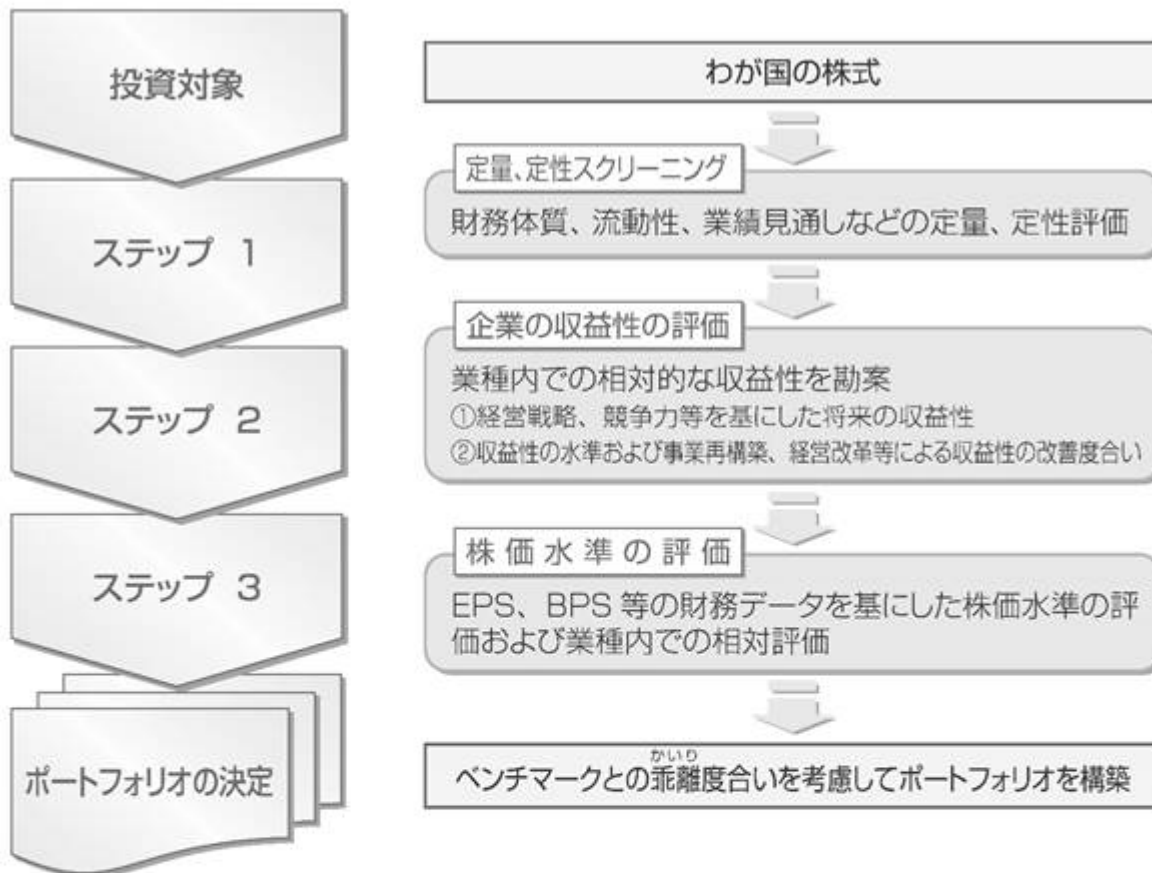 投資対象
わが国の株式
ステップ 1
定量、定性スクリーニング
財務体質、流動性、業績見通しなどの定量、定性評価
ステップ 2
企業の収益性の評価
業種内での相対的な収益性を勘案
①経営戦略、競争力等を基にした将来の収益性
②収益性の水準および事業再構築、経営改革等による収益性の改善度合い
ステップ 3
株価水準の評価
EPS、BPS 等の財務データを基にした株価水準の評
価および業種内での相対評価
ポートフォリオの決定
かいり
ベンチマークとの乖離度合いを考慮してポートフォリオを構築